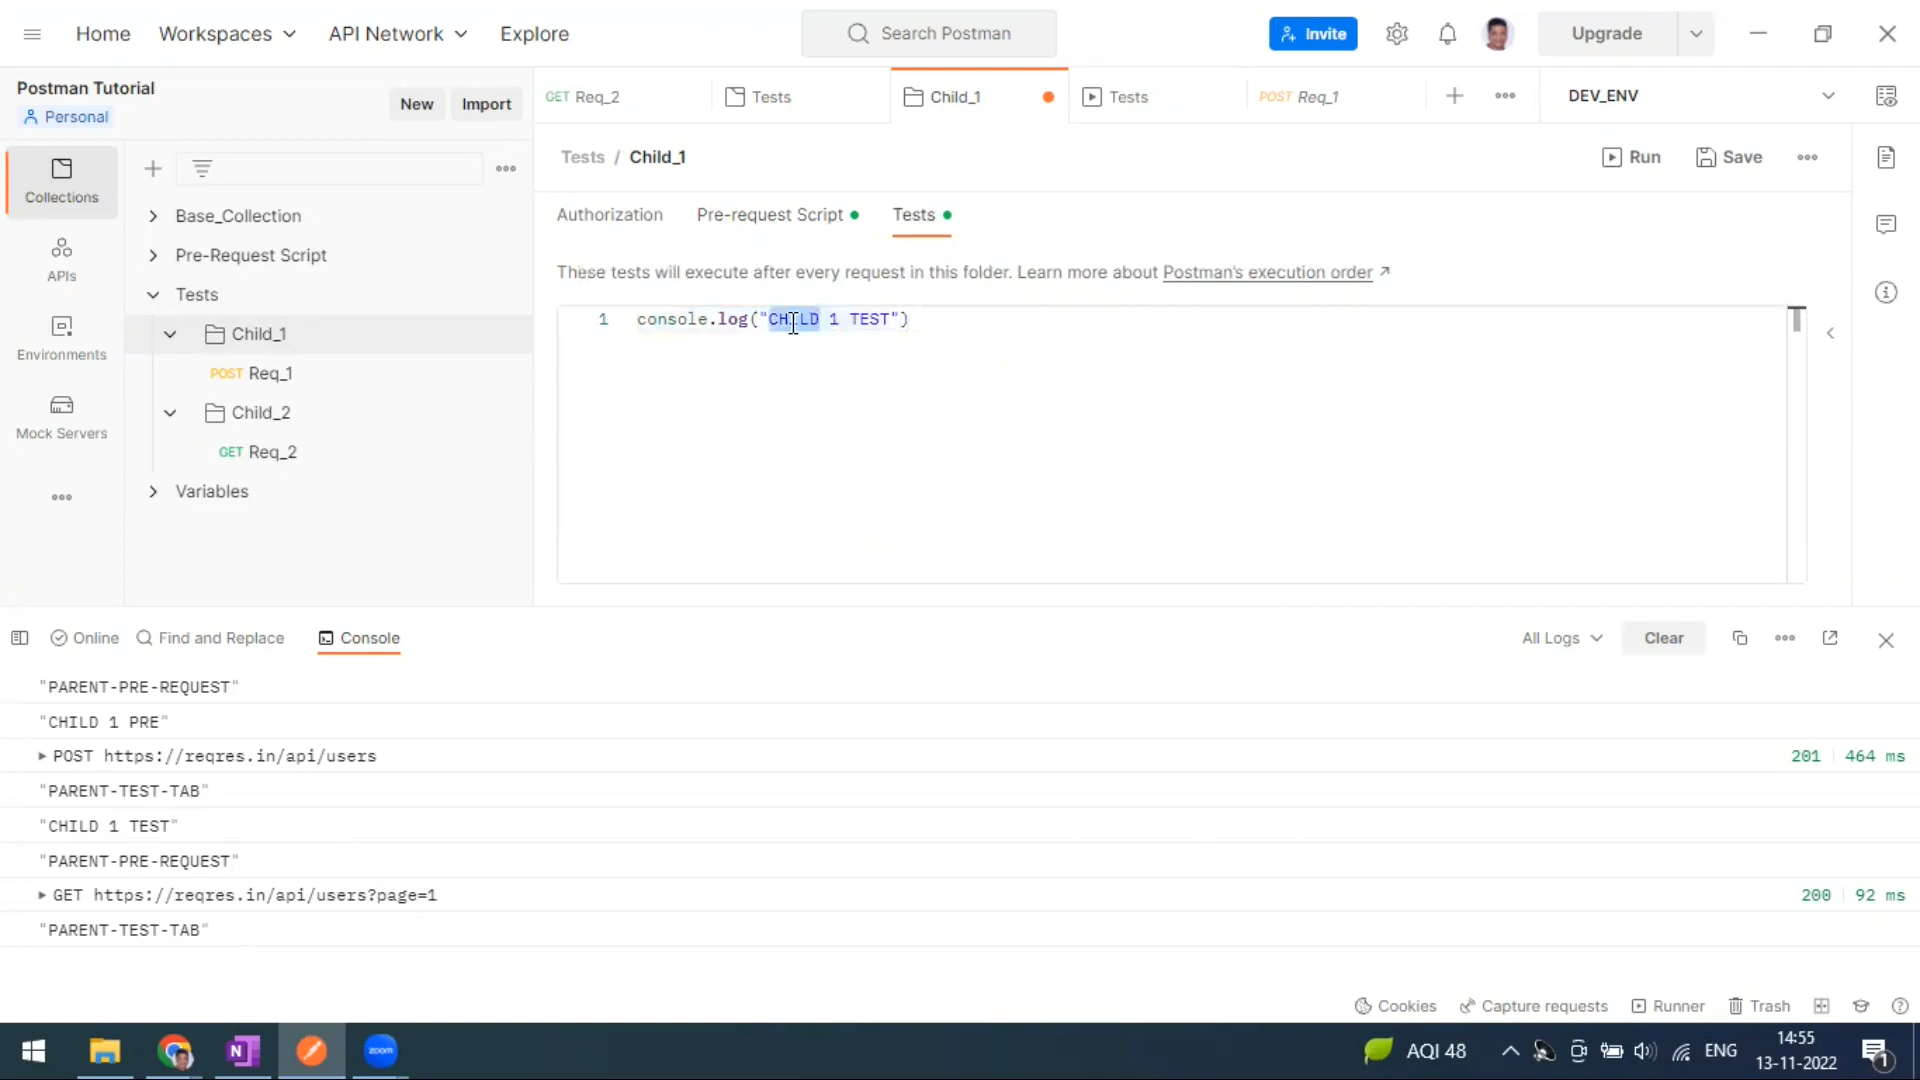 Home Workspaces API Network Explore Search Postman Invite Upgrade
Postman Tutorial
Personal
New Import
GET Req_2 Tests Child_1 Tests POST Req_1 DEV_ENV
Collections
APIs
Environments
Mock Servers
Base_Collection
Pre-Request Script
Tests
Child_1
POST Req_1
Child_2
GET Req_2
Variables
Tests / Child_1
Run Save
Authorization Pre-request Script Tests
These tests will execute after every request in this folder. Learn more about Postman's execution order
1 console.log("CHILD 1 TEST")
Online Find and Replace Console All Logs Clear
"PARENT-PRE-REQUEST"
"CHILD 1 PRE"
POST https://reqres.in/api/users 201 464 ms
"PARENT-TEST-TAB"
"CHILD 1 TEST"
"PARENT-PRE-REQUEST"
GET https://reqres.in/api/users?page=1 200 92 ms
"PARENT-TEST-TAB"
Cookies Capture requests Runner Trash
zoom
AQI 48
ENG
14:55
13-11-2022
1